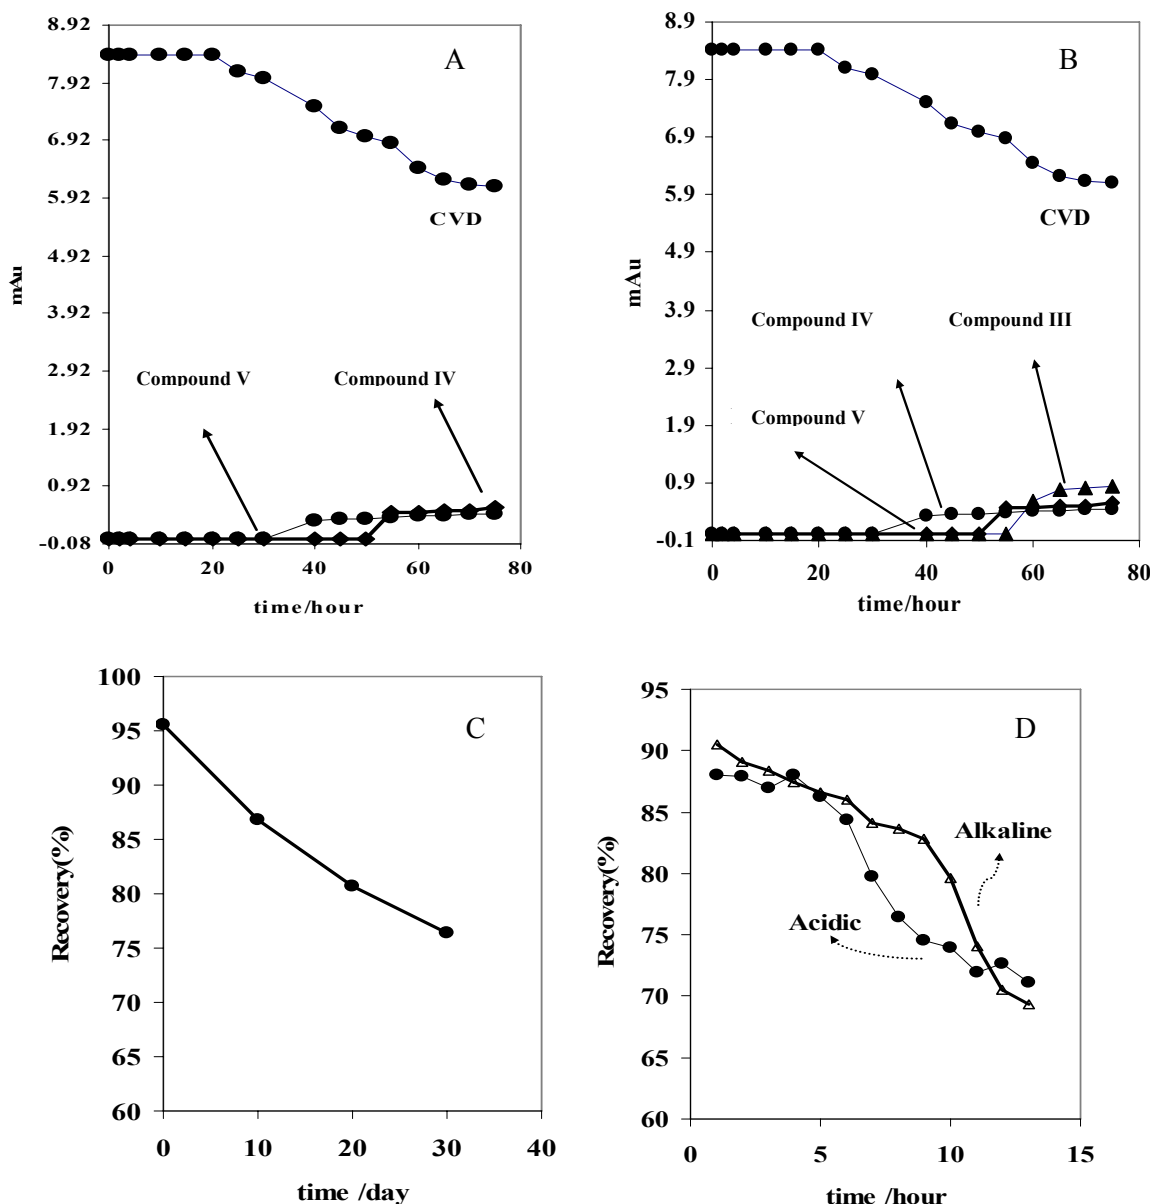 A
8.92
7.92
6.92
5.92
4.92
3.92
2.92
1.92
0.92
-0.08
mAu
CVD
Compound V
Compound IV
0 20 40 60 80
time/hour
B
8.9
7.9
6.9
5.9
4.9
3.9
2.9
1.9
0.9
-0.1
mAu
CVD
Compound IV
Compound III
Compound V
0 20 40 60 80
time/hour
C
100
95
90
85
80
75
70
65
60
Recovery(%)
0 10 20 30 40
time /day
D
95
90
85
80
75
70
65
60
Recovery(%)
Alkaline
Acidic
0 5 10 15
time /hour